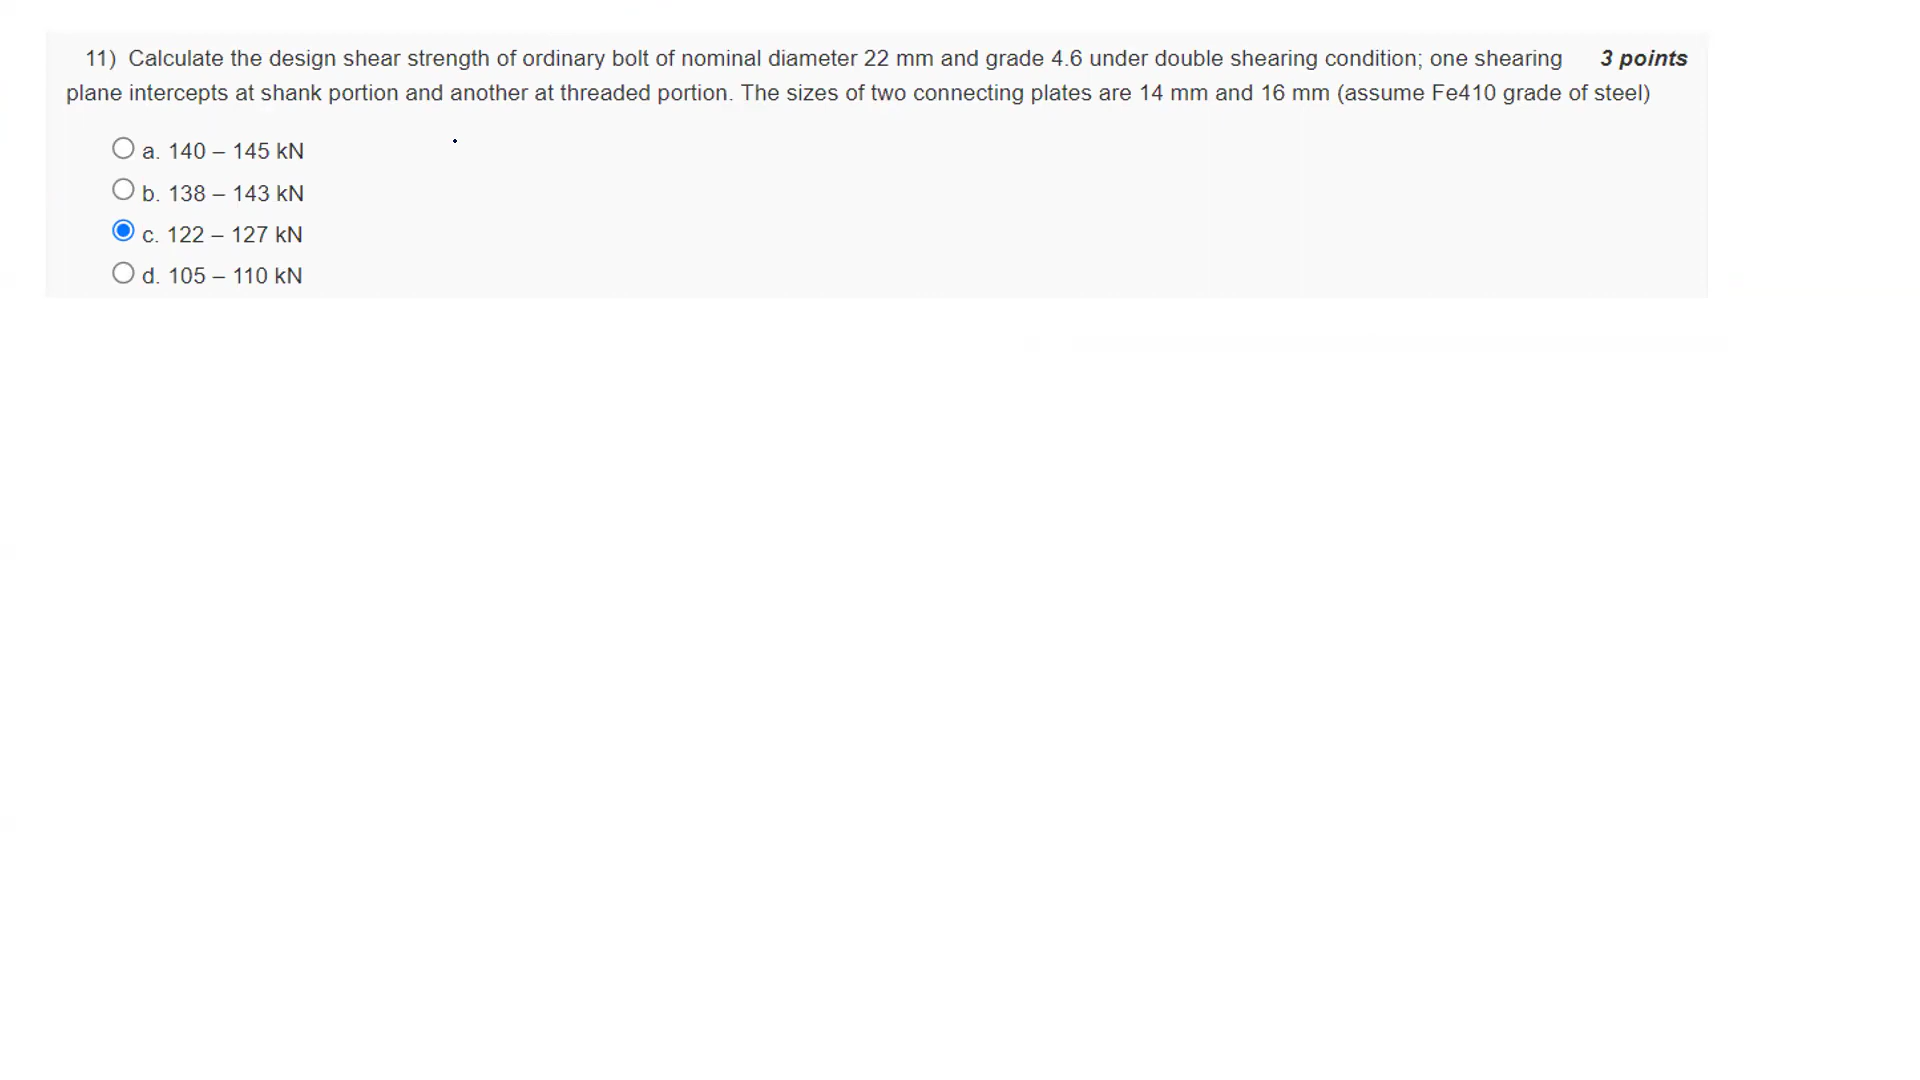 11) Calculate the design shear strength of ordinary bolt of nominal diameter 22 mm and grade 4.6 under double shearing condition; one shearing 3 points
plane intercepts at shank portion and another at threaded portion. The sizes of two connecting plates are 14 mm and 16 mm (assume Fe410 grade of steel)
a. 140 – 145 kN
b. 138 – 143 kN
c. 122 – 127 kN
d. 105 – 110 kN